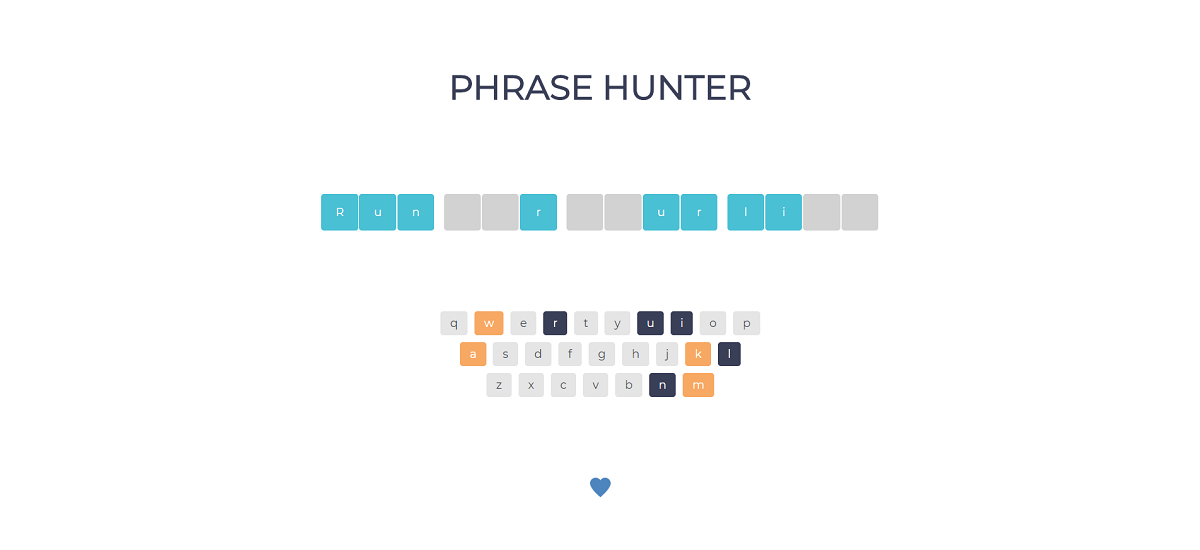 PHRASE HUNTER
R u n r u r l i
q w e r t y u i o p
a s d f g h j k l
z x c v b n m